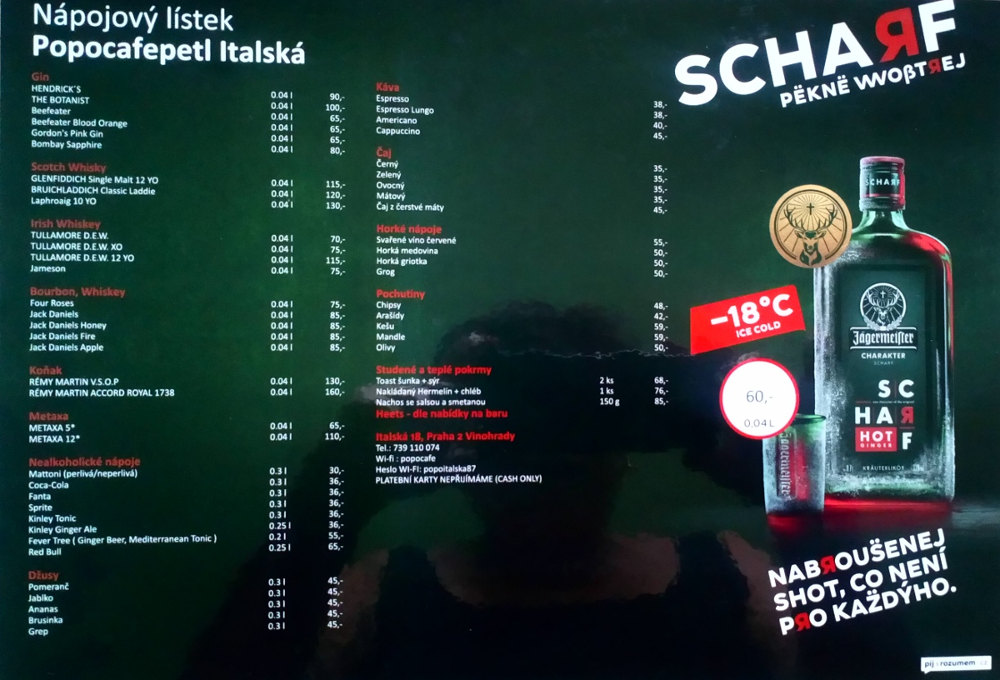 Nápojový lístek
Popocafepetl Italská
Gin
HENDRICK´S 0.04 l 90,-
THE BOTANIST 0.04 l 100,-
Beefeater 0.04 l 65,-
Beefeater Blood Orange 0.04 l 65,-
Gordon's Pink Gin 0.04 l 65,-
Bombay Sapphire 0.04 l 80,-
Scotch Whisky
GLENFIDDICH Single Malt 12 YO 0.04 l 115,-
BRUICHLADDICH Classic Laddie 0.04 l 120,-
Laphroaig 10 YO 0.04 l 130,-
Irish Whiskey
TULLAMORE D.E.W. 0.04 l 70,-
TULLAMORE D.E.W. XO 0.04 l 75,-
TULLAMORE D.E.W. 12 YO 0.04 l 115,-
Jameson 0.04 l 75,-
Bourbon, Whiskey
Four Roses 0.04 l 75,-
Jack Daniels 0.04 l 85,-
Jack Daniels Honey 0.04 l 85,-
Jack Daniels Fire 0.04 l 85,-
Jack Daniels Apple 0.04 l 85,-
Koňak
RÉMY MARTIN V.S.O.P 0.04 l 130,-
RÉMY MARTIN ACCORD ROYAL 1738 0.04 l 160,-
Metaxa
METAXA 5* 0.04 l 65,-
METAXA 12* 0.04 l 110,-
Nealkoholické nápoje
Mattoni (perlivá/neperlivá) 0.3 l 30,-
Coca-Cola 0.3 l 36,-
Fanta 0.3 l 36,-
Sprite 0.3 l 36,-
Kinley Tonic 0.3 l 36,-
Kinley Ginger Ale 0.25 l 36,-
Fever Tree ( Ginger Beer, Mediterranean Tonic ) 0.2 l 55,-
Red Bull 0.25 l 65,-
Džusy
Pomeranč 0.3 l 45,-
Jablko 0.3 l 45,-
Ananas 0.3 l 45,-
Brusinka 0.3 l 45,-
Grep 0.3 l 45,-
Káva
Espresso 38,-
Espresso Lungo 38,-
Americano 40,-
Cappuccino 45,-
Čaj
Černý 35,-
Zelený 35,-
Ovocný 35,-
Mátový 35,-
Čaj z čerstvé máty 45,-
Horké nápoje
Svařené víno červené 55,-
Horká medovina 50,-
Horká griotka 50,-
Grog 50,-
Pochutiny
Chipsy 48,-
Arašídy 42,-
Kešu 59,-
Mandle 59,-
Olivy 50,-
Studené a teplé pokrmy
Toast šunka + sýr 2 ks 68,-
Nakládaný Hermelín + chléb 1 ks 76,-
Nachos se salsou a smetanou 150 g 85,-
Heets - dle nabídky na baru
Italská 18, Praha 2 Vinohrady
Tel.: 739 110 074
Wi-fi : popocafe
Heslo WI-FI: popoitalska87
PLATEBNÍ KARTY NEPŘIJÍMÁME (CASH ONLY)
SCHARF
PĚKNĚ VVVOβTREJ
SCHARF
-18°C
ICE COLD
Jägermeister
CHARAKTER
SCHARF
SC
HAR
HOT
GINGER
F
KRÄUTERLIKÖR
60,-
0,04 L
Jägermeister
NABROUŠENEJ
SHOT, CO NENÍ
PRO KAŽDÝHO.
pij s rozumem.cz